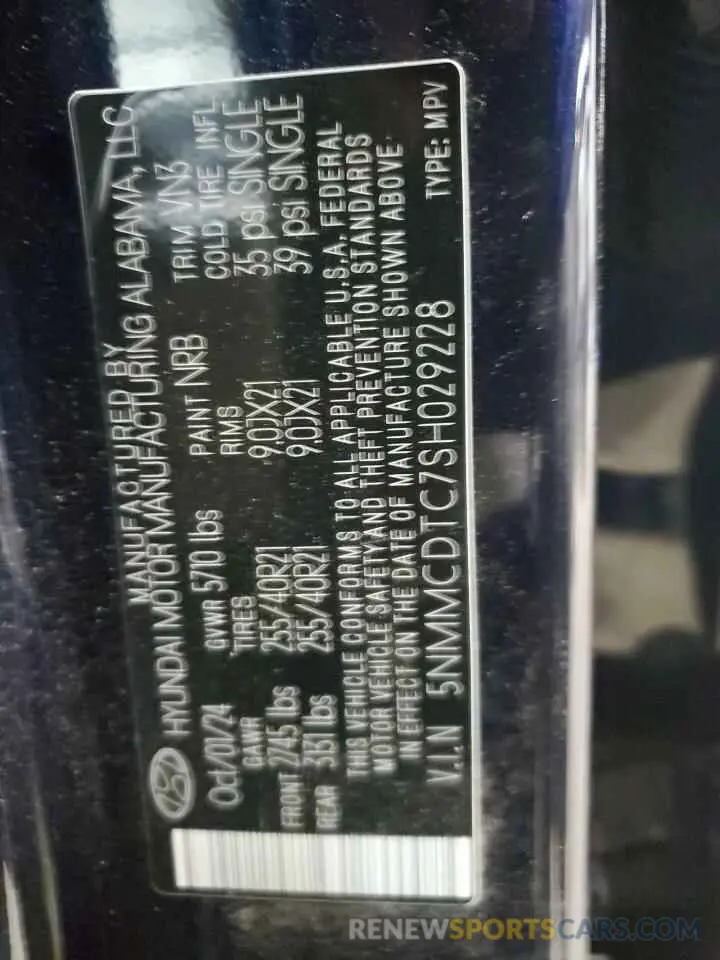 MANUFACTURED BY
HYUNDAI MOTOR MANUFACTURING ALABAMA, LLC
Oct/07/24 GVWR 5710 lbs PAINT NRB TRIM VN3
GAWR TIRES RIMS COLD TIRE INFL
FRONT 2745 lbs 255/40R21 9.0JX21 35 psi SINGLE
REAR 3131 lbs 255/40R21 9.0JX21 39 psi SINGLE
THIS VEHICLE CONFORMS TO ALL APPLICABLE U.S.A. FEDERAL
MOTOR VEHICLE SAFETY AND THEFT PREVENTION STANDARDS
IN EFFECT ON THE DATE OF MANUFACTURE SHOWN ABOVE
V.I.N 5NMMCDTC7SH029228 TYPE: MPV
RENEWSPORTSCARS.COM